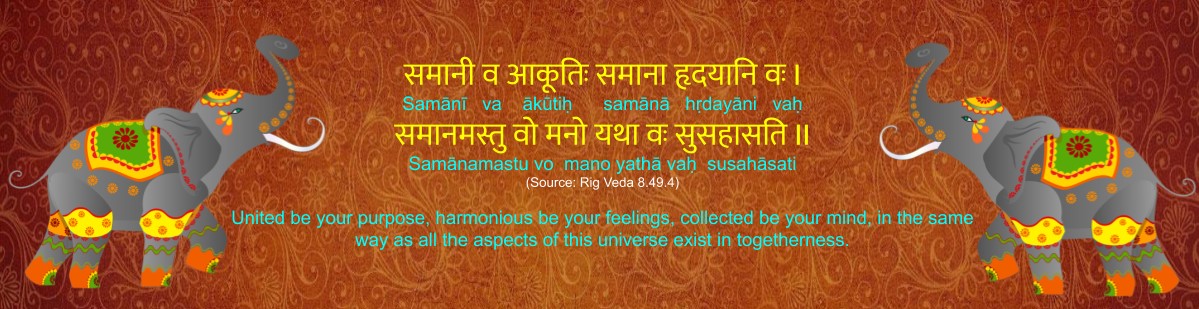 समानी व आकूतिः समाना हृदयानि वः ।
Samānī va ākūtiḥ samānā hrdayāni vaḥ
समानमस्तु वो मनो यथा वः सुसहासति ॥
Samānamastu vo mano yathā vaḥ susahāsati
(Source: Rig Veda 8.49.4)
United be your purpose, harmonious be your feelings, collected be your mind, in the same
way as all the aspects of this universe exist in togetherness.